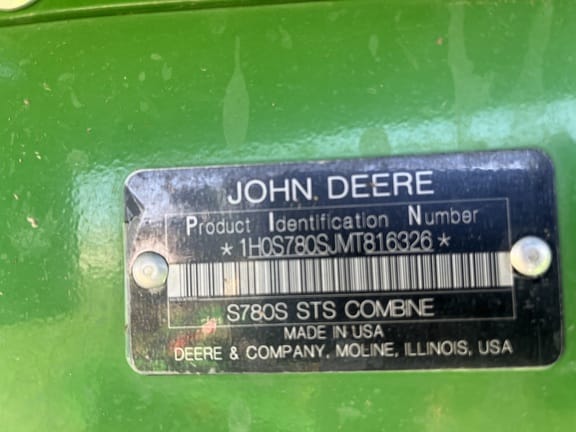 JOHN DEERE
Product Identification Number
*1H0S780SJMT816326*
S780S STS COMBINE
MADE IN USA
DEERE & COMPANY, MOLINE, ILLINOIS, USA